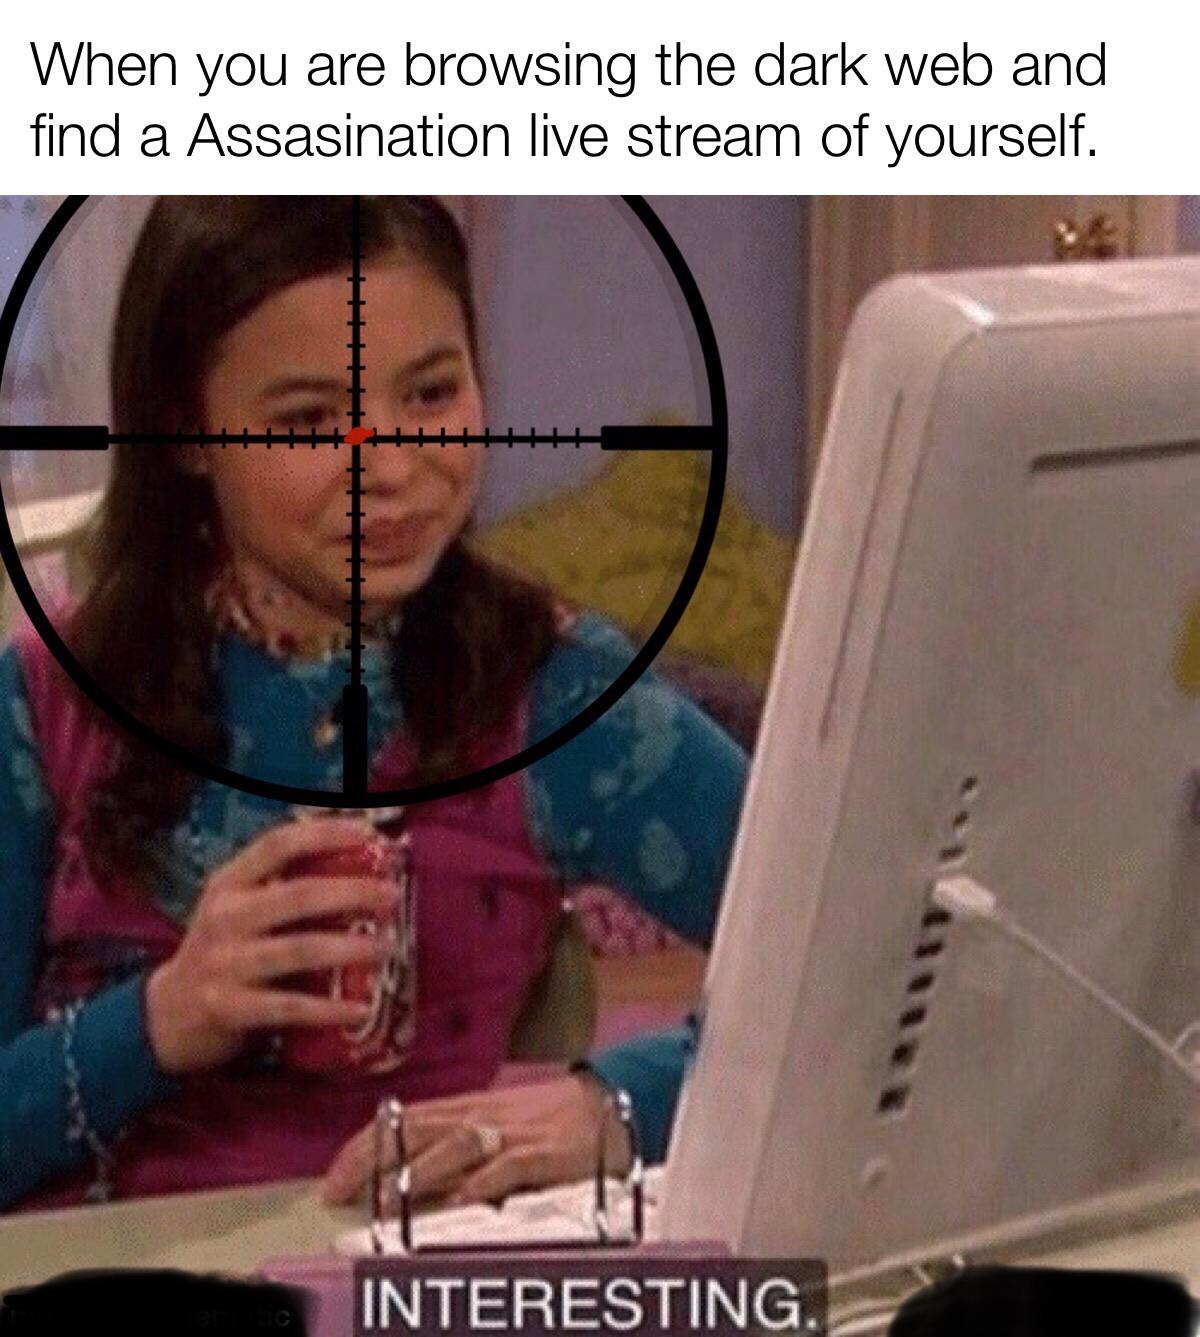 When you are browsing the dark web and
find a Assasination live stream of yourself.
INTERESTING.